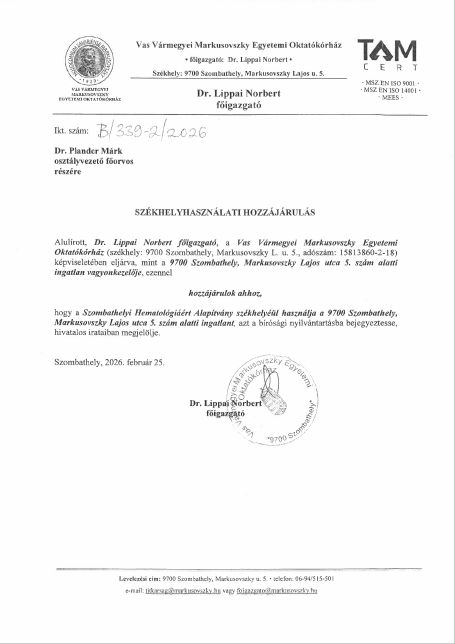 Vas Vármegyei Markusovszky Egyetemi Oktatókórház
• főigazgató: Dr. Lippai Norbert •
Székhely: 9700 Szombathely, Markusovszky Lajos u. 5.
VAS VÁRMEGYEI
MARKUSOVSZKY
EGYETEMI OKTATÓKÓRHÁZ
TAM
CERT
- MSZ EN ISO 9001 -
- MSZ EN ISO 14001 -
- MEES -
Dr. Lippai Norbert
főigazgató
Ikt. szám: B/339-2/2026
Dr. Plander Márk
osztályvezető főorvos
részére
SZÉKHELYHASZNÁLATI HOZZÁJÁRULÁS
Alulírott, Dr. Lippai Norbert főigazgató, a Vas Vármegyei Markusovszky Egyetemi
Oktatókórház (székhely: 9700 Szombathely, Markusovszky L. u. 5., adószám: 15813860-2-18)
képviseletében eljárva, mint a 9700 Szombathely, Markusovszky Lajos utca 5. szám alatti
ingatlan vagyonkezelője, ezennel
hozzájárulok ahhoz,
hogy a Szombathelyi Hematológiáért Alapítvány székhelyéül használja a 9700 Szombathely,
Markusovszky Lajos utca 5. szám alatti ingatlant, azt a bírósági nyilvántartásba bejegyeztesse,
hivatalos irataiban megjelölje.
Szombathely, 2026. február 25.
Dr. Lippai Norbert
főigazgató
Vas Vármegyei Markusovszky Egyetemi
Oktatókórház
*9700 Szombathely*
Levelezési cím: 9700 Szombathely, Markusovszky u. 5. • telefon: 06-94/515-501
e-mail: titkarsag@markusovszky.hu vagy foigazgato@markusovszky.hu